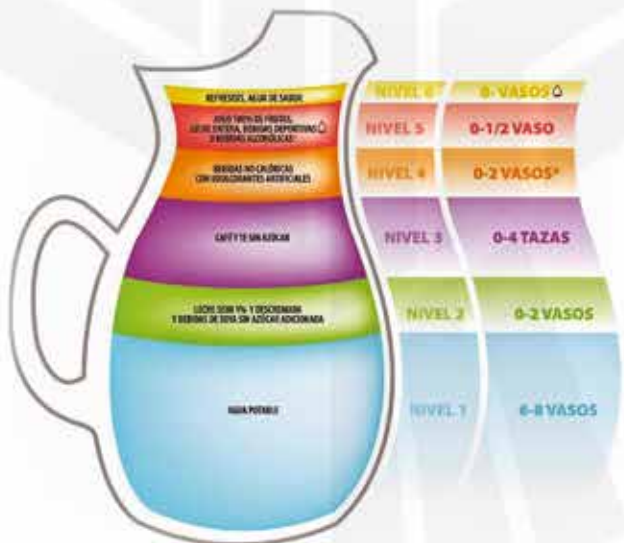 REFRESCOS, AGUA DE SABOR
NIVEL 6
0- VASOS
JUGO 100% DE FRUTAS,
LECHE ENTERA, BEBIDAS DEPORTIVAS
O BEBIDAS ALCOHÓLICAS*
NIVEL 5
0-1/2 VASO
BEBIDAS NO CALÓRICAS
CON EDULCORANTES ARTIFICIALES
NIVEL 4
0-2 VASOS*
CAFÉ Y TE SIN AZÚCAR
NIVEL 3
0-4 TAZAS
LECHE SEMI 1% Y DESCREMADA
Y BEBIDAS DE SOYA SIN AZÚCAR ADICIONADA
NIVEL 2
0-2 VASOS
AGUA POTABLE
NIVEL 1
6-8 VASOS